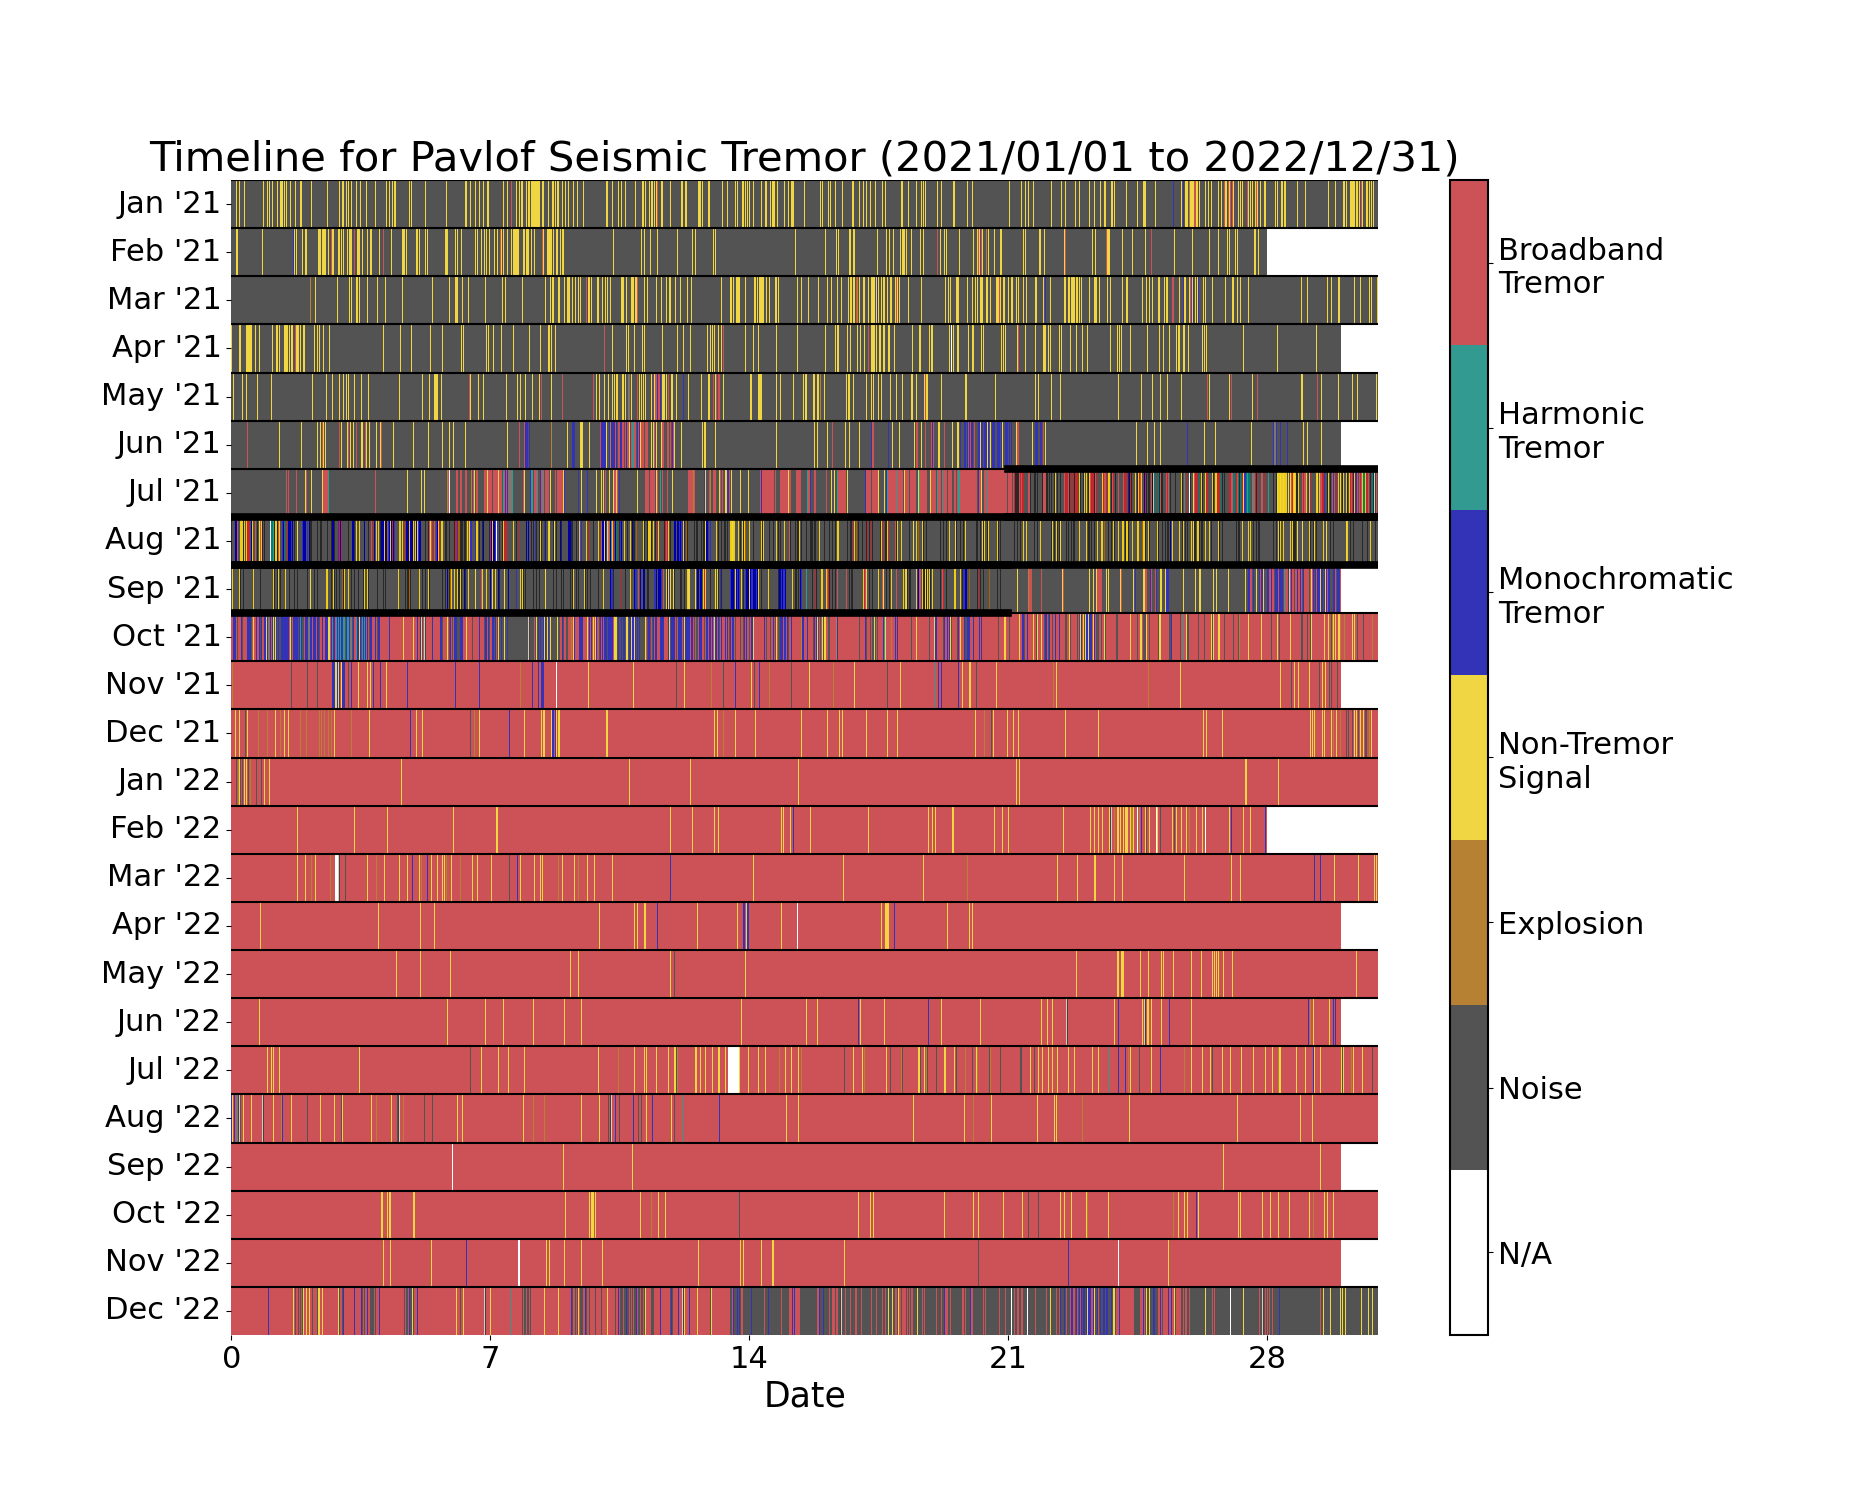 Timeline for Pavlof Seismic Tremor (2021/01/01 to 2022/12/31)
Jan '21
Feb '21
Mar '21
Apr '21
May '21
Jun '21
Jul '21
Aug '21
Sep '21
Oct '21
Nov '21
Dec '21
Jan '22
Feb '22
Mar '22
Apr '22
May '22
Jun '22
Jul '22
Aug '22
Sep '22
Oct '22
Nov '22
Dec '22
0 7 14 21 28
Date
Broadband
Tremor
Harmonic
Tremor
Monochromatic
Tremor
Non-Tremor
Signal
Explosion
Noise
N/A